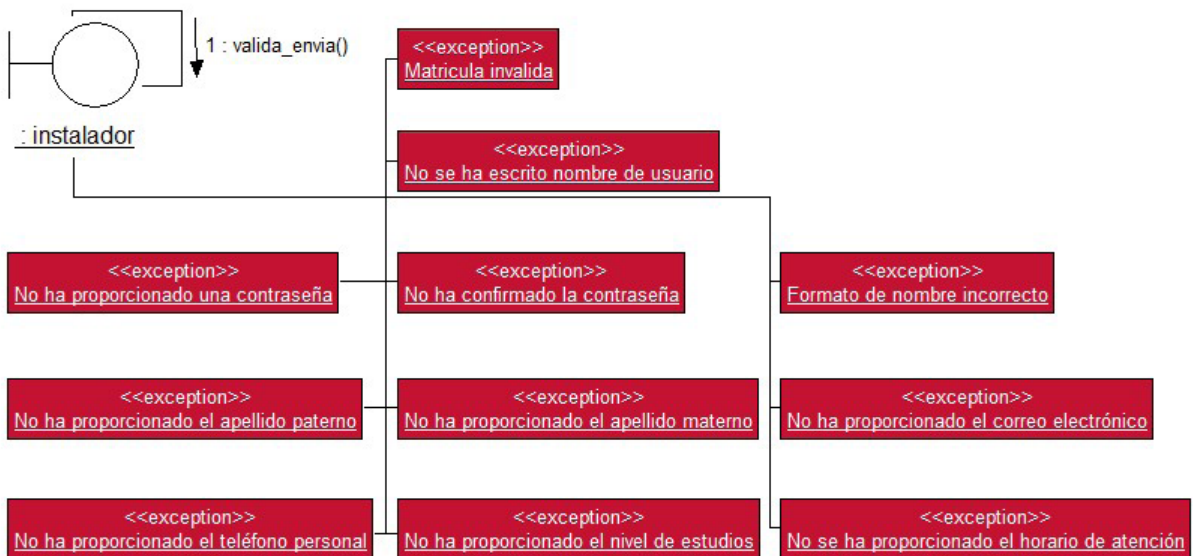 1 : valida_envia()
: instalador
<<exception>>
Matricula invalida
<<exception>>
No se ha escrito nombre de usuario
<<exception>>
No ha proporcionado una contraseña
<<exception>>
No ha confirmado la contraseña
<<exception>>
Formato de nombre incorrecto
<<exception>>
No ha proporcionado el apellido paterno
<<exception>>
No ha proporcionado el apellido materno
<<exception>>
No ha proporcionado el correo electrónico
<<exception>>
No ha proporcionado el teléfono personal
<<exception>>
No ha proporcionado el nivel de estudios
<<exception>>
No se ha proporcionado el horario de atención